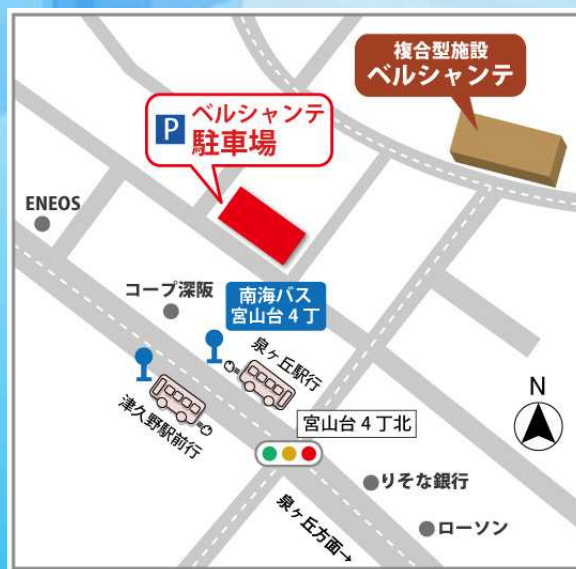 複合型施設
ベルシャンテ
P ベルシャンテ
駐車場
ENEOS
コープ深阪
南海バス
宮山台4丁
泉ヶ丘駅行
津久野駅前行
N
宮山台4丁北
りそな銀行
泉ヶ丘方面→
ローソン